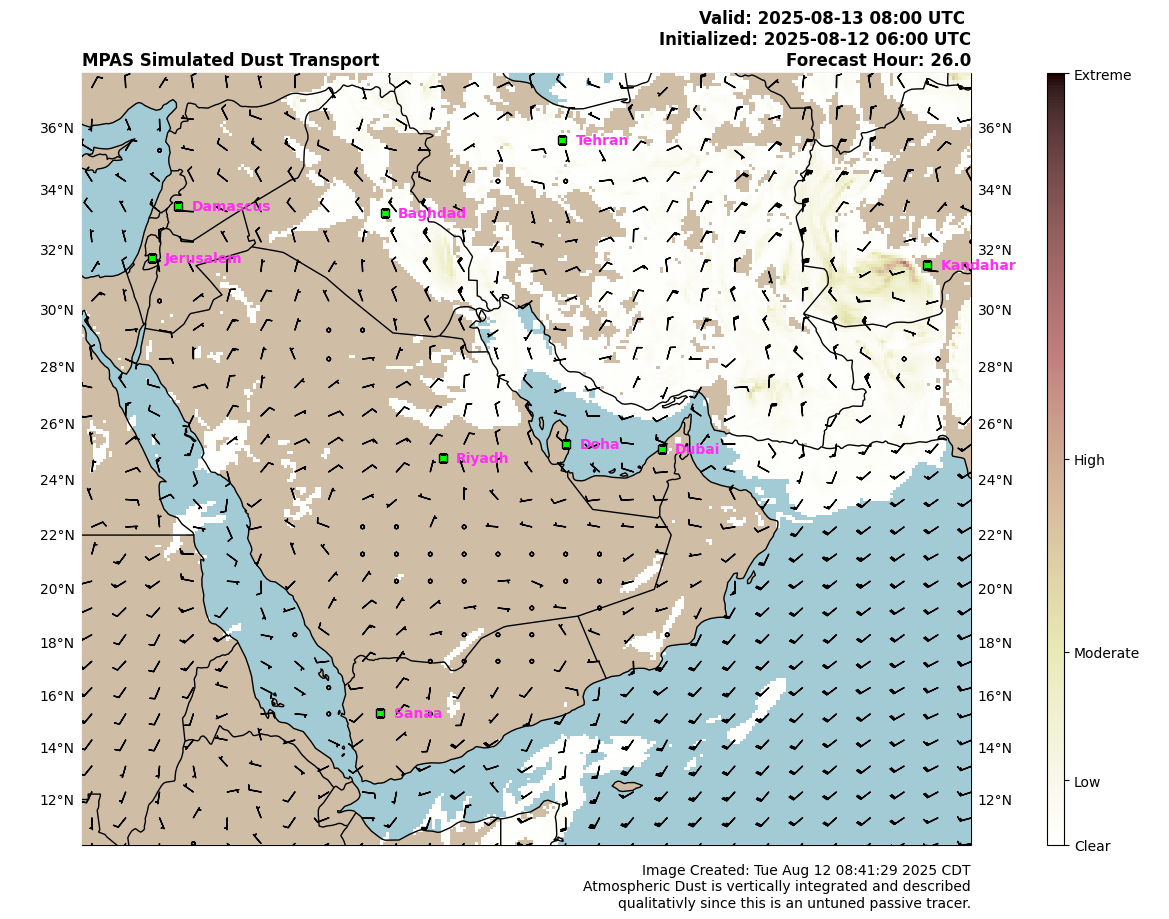 Valid: 2025-08-13 08:00 UTC
Initialized: 2025-08-12 06:00 UTC
MPAS Simulated Dust Transport Forecast Hour: 26.0
Extreme
36°N 36°N
Tehran
34°N 34°N
Damascus
Baghdad
32°N 32°N
Jerusalem
Kandahar
30°N 30°N
28°N 28°N
26°N 26°N
Doha
Dubai
Riyadh
High
24°N 24°N
22°N 22°N
20°N 20°N
18°N 18°N
Moderate
16°N 16°N
Sanaa
14°N 14°N
Low
12°N 12°N
Clear
Image Created: Tue Aug 12 08:41:29 2025 CDT
Atmospheric Dust is vertically integrated and described
qualitativly since this is an untuned passive tracer.